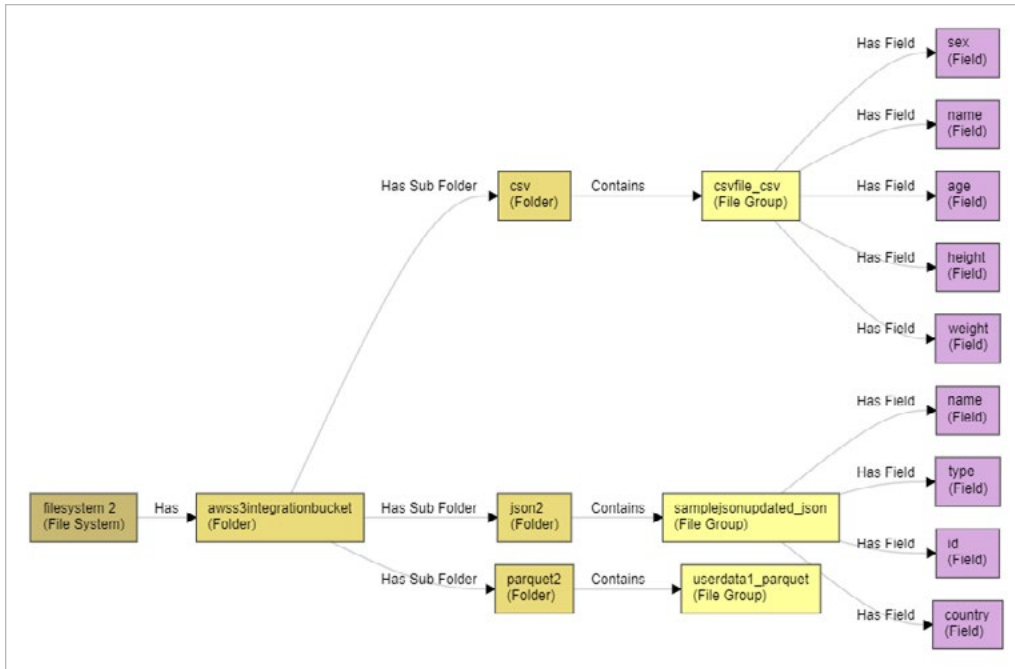 Has Field
sex
(Field)
Has Field
name
(Field)
Has Sub Folder
csv
(Folder)
Contains
csvfile_csv
(File Group)
Has Field
age
(Field)
Has Field
height
(Field)
Has Field
weight
(Field)
Has Field
name
(Field)
Has Field
type
(Field)
filesystem 2
(File System)
Has
awss3integrationbucket
(Folder)
Has Sub Folder
json2
(Folder)
Contains
samplejsonupdated_json
(File Group)
Has Field
id
(Field)
Has Sub Folder
parquet2
(Folder)
Contains
userdata1_parquet
(File Group)
Has Field
country
(Field)